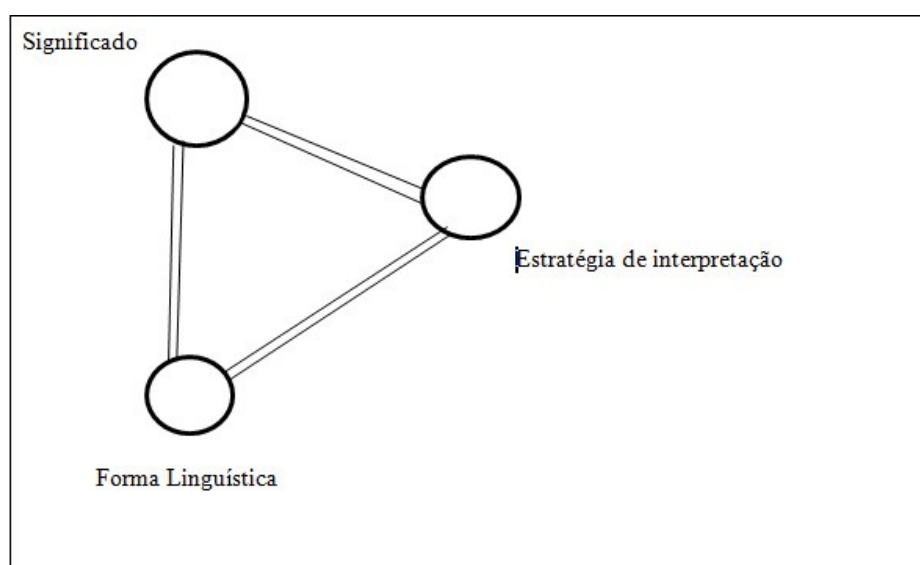 Significado
Estratégia de interpretação
Forma Linguística